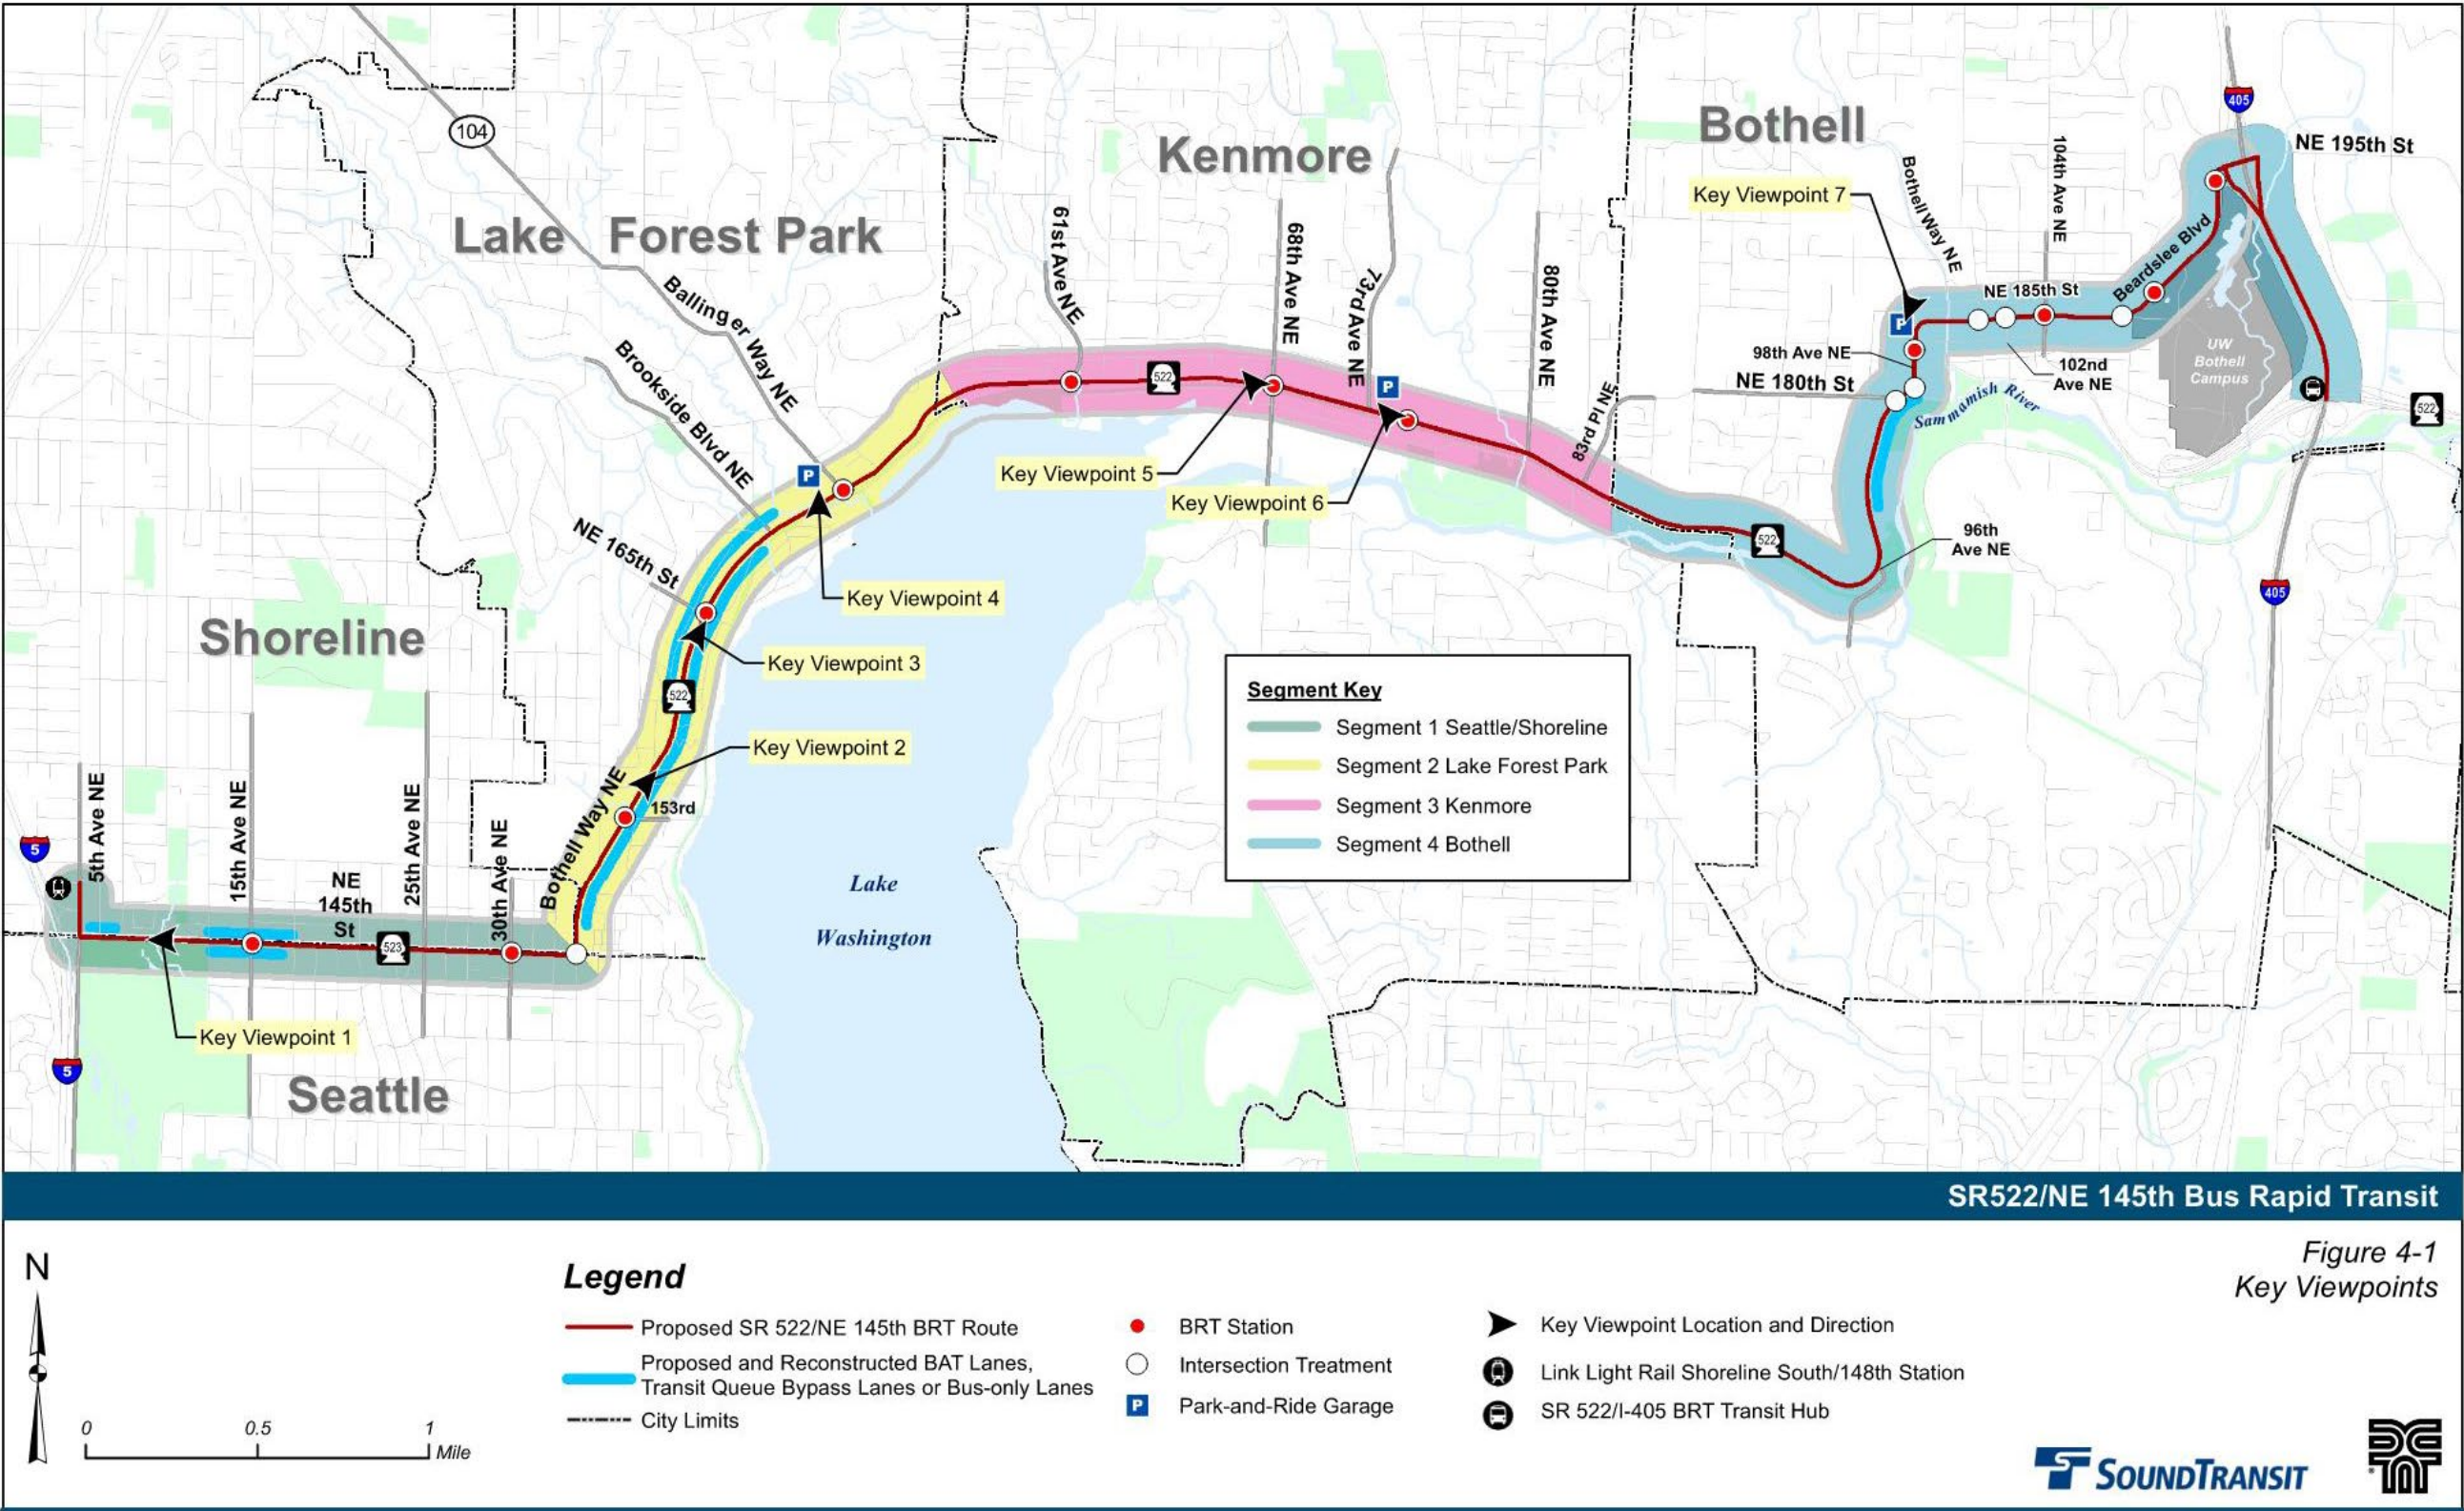 405
NE 195th St
Bothell
Kenmore
104
Lake Forest Park
Key Viewpoint 7
Bothell Way NE
104th Ave NE
61st Ave NE
68th Ave NE
73rd Ave NE
80th Ave NE
83rd Pl NE
Ballinger Way NE
Brookside Blvd NE
NE 185th St
Beardslee Blvd
98th Ave NE
NE 180th St
102nd
Ave NE
UW
Bothell
Campus
Sammamish River
522
522
Key Viewpoint 5
Key Viewpoint 6
P
P
P
NE 165th St
522
96th
Ave NE
405
Key Viewpoint 4
Shoreline
Key Viewpoint 3
522
Key Viewpoint 2
153rd
Bothell Way NE
Segment Key
Segment 1 Seattle/Shoreline
Segment 2 Lake Forest Park
Segment 3 Kenmore
Segment 4 Bothell
5
5th Ave NE
15th Ave NE
NE
145th
St
25th Ave NE
30th Ave NE
523
Lake
Washington
Key Viewpoint 1
5
Seattle
SR522/NE 145th Bus Rapid Transit
Figure 4-1
Key Viewpoints
N
0 0.5 1
Mile
Legend
Proposed SR 522/NE 145th BRT Route
Proposed and Reconstructed BAT Lanes,
Transit Queue Bypass Lanes or Bus-only Lanes
City Limits
BRT Station
Intersection Treatment
P Park-and-Ride Garage
Key Viewpoint Location and Direction
Link Light Rail Shoreline South/148th Station
SR 522/I-405 BRT Transit Hub
SOUNDTRANSIT